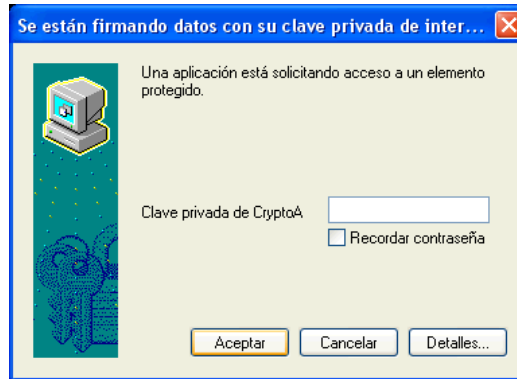 Se están firmando datos con su clave privada de inter...
Una aplicación está solicitando acceso a un elemento
protegido.
Clave privada de CryptoA
Recordar contraseña
Aceptar
Cancelar
Detalles...